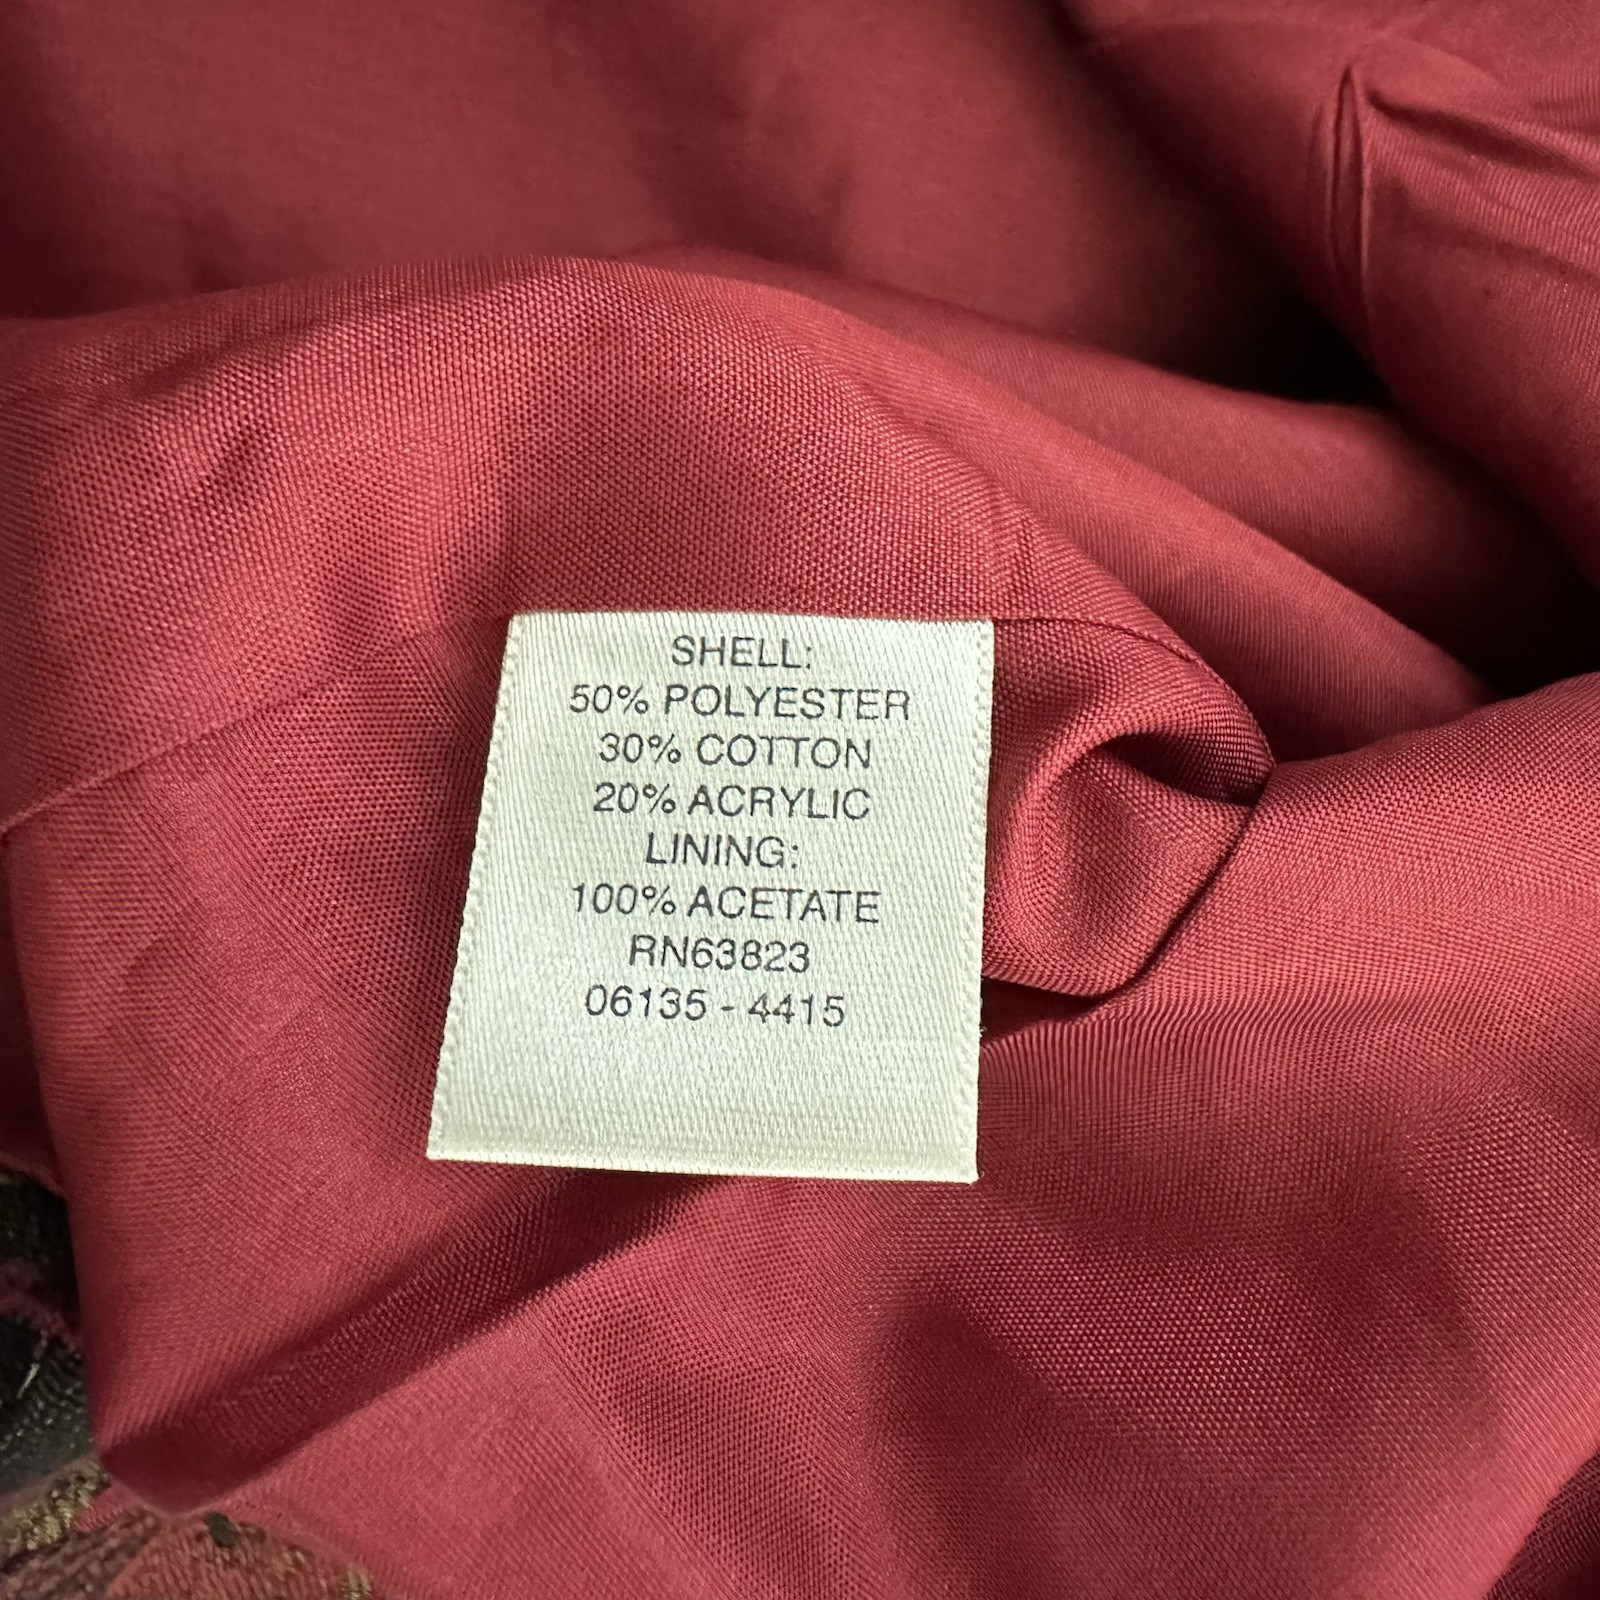 SHELL:
50% POLYESTER
30% COTTON
20% ACRYLIC
LINING:
100% ACETATE
RN63823
06135 - 4415